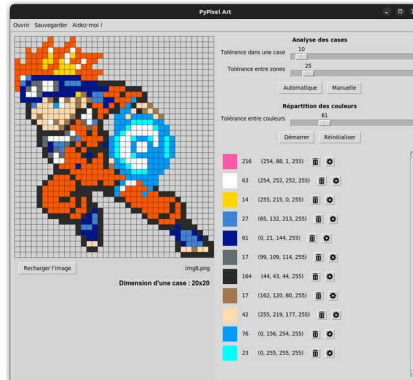 PyPixel Art
Ouvrir Sauvegarder Aidez-moi !
Analyse des cases
Tolérance dans une case 10
Tolérance entre zones 25
Automatique Manuelle
Répartition des couleurs
Tolérance entre couleurs 61
Démarrer Réinitialiser
216 (254, 88, 1, 255)
63 (254, 252, 252, 255)
14 (255, 215, 0, 255)
27 (65, 132, 213, 255)
61 (0, 21, 144, 255)
17 (99, 109, 114, 255)
164 (44, 43, 44, 255)
17 (162, 120, 80, 255)
42 (255, 219, 177, 255)
76 (0, 156, 254, 255)
23 (0, 255, 255, 255)
Recharger l'image img8.png
Dimension d'une case : 20x20